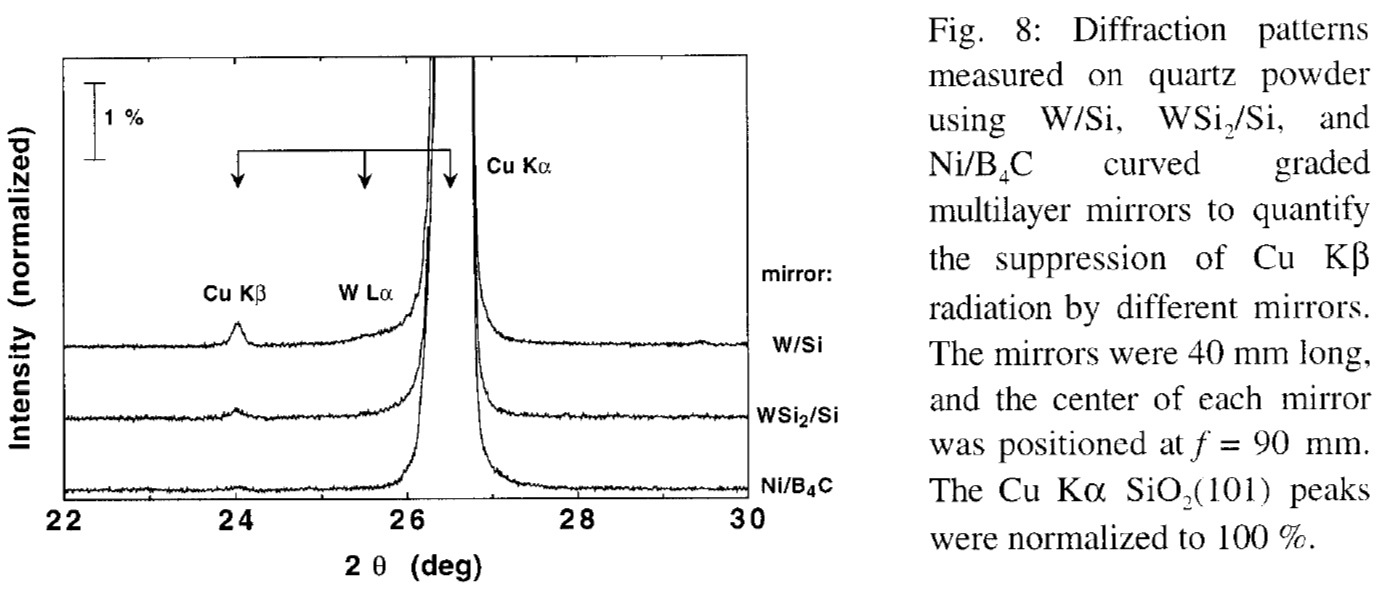 1 %
Cu Kα
mirror:
Cu Kβ
W Lα
W/Si
WSi₂/Si
Ni/B₄C
22
24
26
28
30
2 θ (deg)
Intensity (normalized)
Fig. 8: Diffraction patterns
measured on quartz powder
using W/Si, WSi₂/Si, and
Ni/B₄C curved graded
multilayer mirrors to quantify
the suppression of Cu Kβ
radiation by different mirrors.
The mirrors were 40 mm long,
and the center of each mirror
was positioned at f = 90 mm.
The Cu Kα SiO₂(101) peaks
were normalized to 100 %.